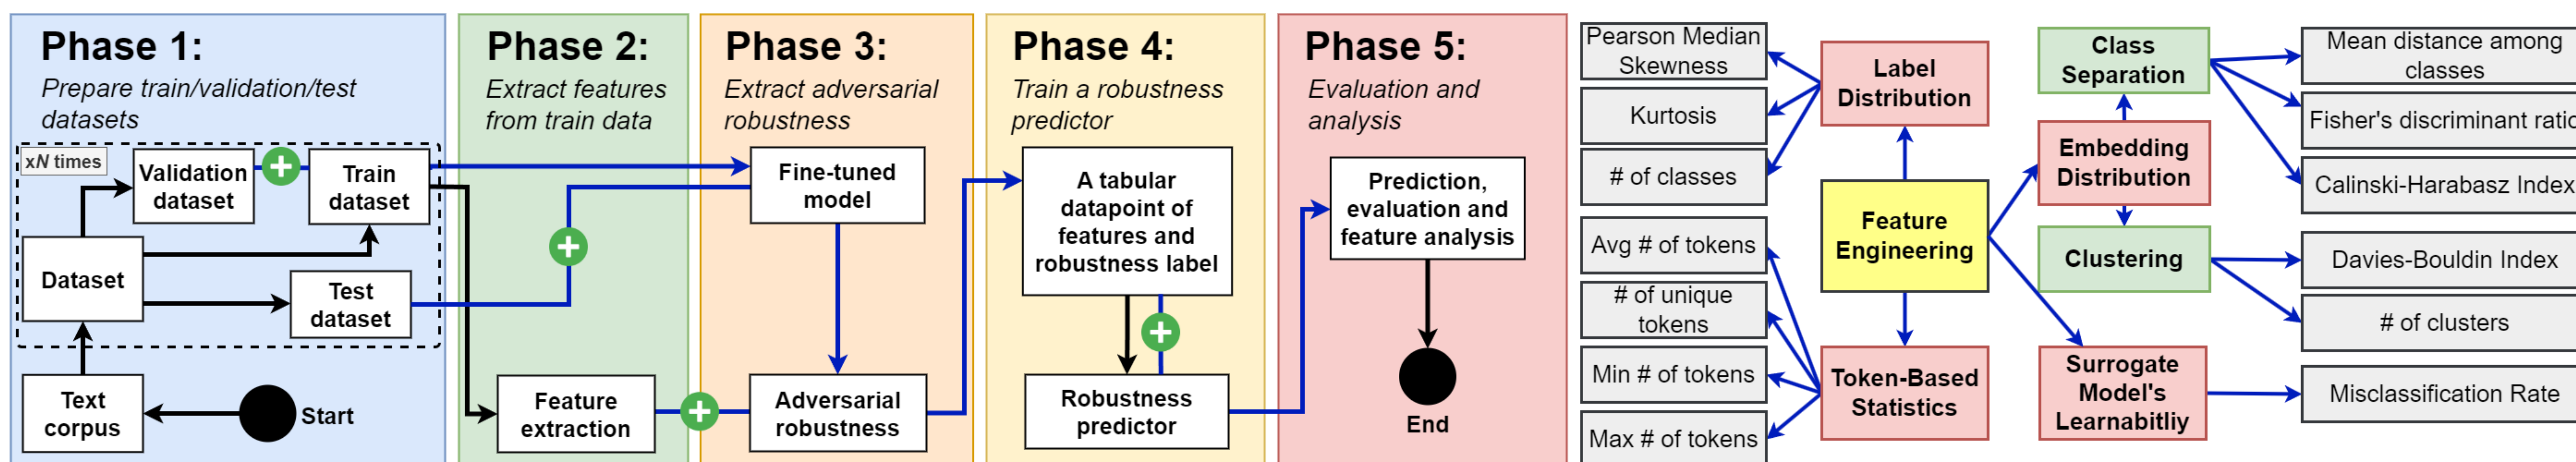 Phase 1:
Prepare train/validation/test
datasets
xN times
Validation
dataset
Train
dataset
Dataset
Test
dataset
Text
corpus
Start
Phase 2:
Extract features
from train data
Feature
extraction
Phase 3:
Extract adversarial
robustness
Fine-tuned
model
Adversarial
robustness
Phase 4:
Train a robustness
predictor
A tabular
datapoint of
features and
robustness label
Robustness
predictor
Phase 5:
Evaluation and
analysis
Prediction,
evaluation and
feature analysis
End
Pearson Median
Skewness
Kurtosis
# of classes
Avg # of tokens
# of unique
tokens
Min # of tokens
Max # of tokens
Label
Distribution
Feature
Engineering
Token-Based
Statistics
Class
Separation
Embedding
Distribution
Clustering
Surrogate
Model's
Learnabitliy
Mean distance among
classes
Fisher's discriminant ratio
Calinski-Harabasz Index
Davies-Bouldin Index
# of clusters
Misclassification Rate